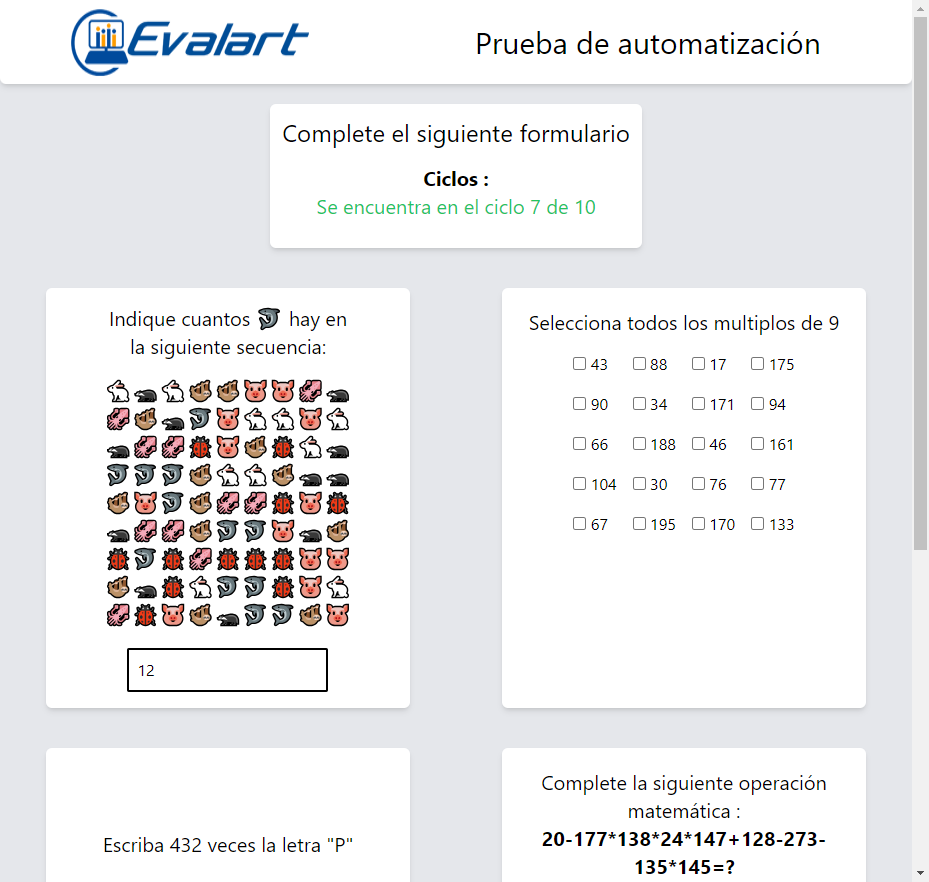 Evalart
Prueba de automatización
Complete el siguiente formulario
Ciclos :
Se encuentra en el ciclo 7 de 10
Indique cuantos hay en
la siguiente secuencia:
12
Selecciona todos los multiplos de 9
43 88 17 175
90 34 171 94
66 188 46 161
104 30 76 77
67 195 170 133
Escriba 432 veces la letra "P"
Complete la siguiente operación
matemática :
20-177*138*24*147+128-273-
135*145=?